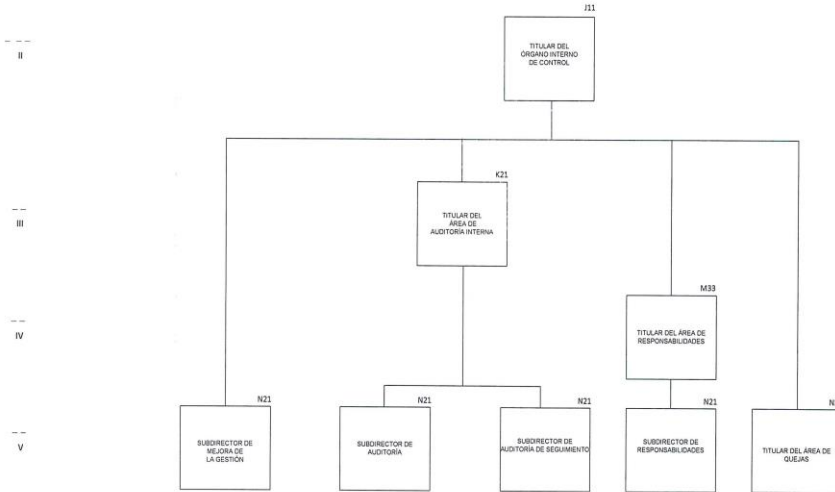 J11
TITULAR DEL
ÓRGANO INTERNO
DE CONTROL
II
K21
TITULAR DEL
ÁREA DE
AUDITORÍA INTERNA
III
M33
TITULAR DEL ÁREA DE
RESPONSABILIDADES
IV
N21
SUBDIRECTOR DE
MEJORA DE
LA GESTIÓN
N21
SUBDIRECTOR DE
AUDITORÍA
N21
SUBDIRECTOR DE
AUDITORÍA DE SEGUIMIENTO
N21
SUBDIRECTOR DE
RESPONSABILIDADES
TITULAR DEL ÁREA DE
QUEJAS
V